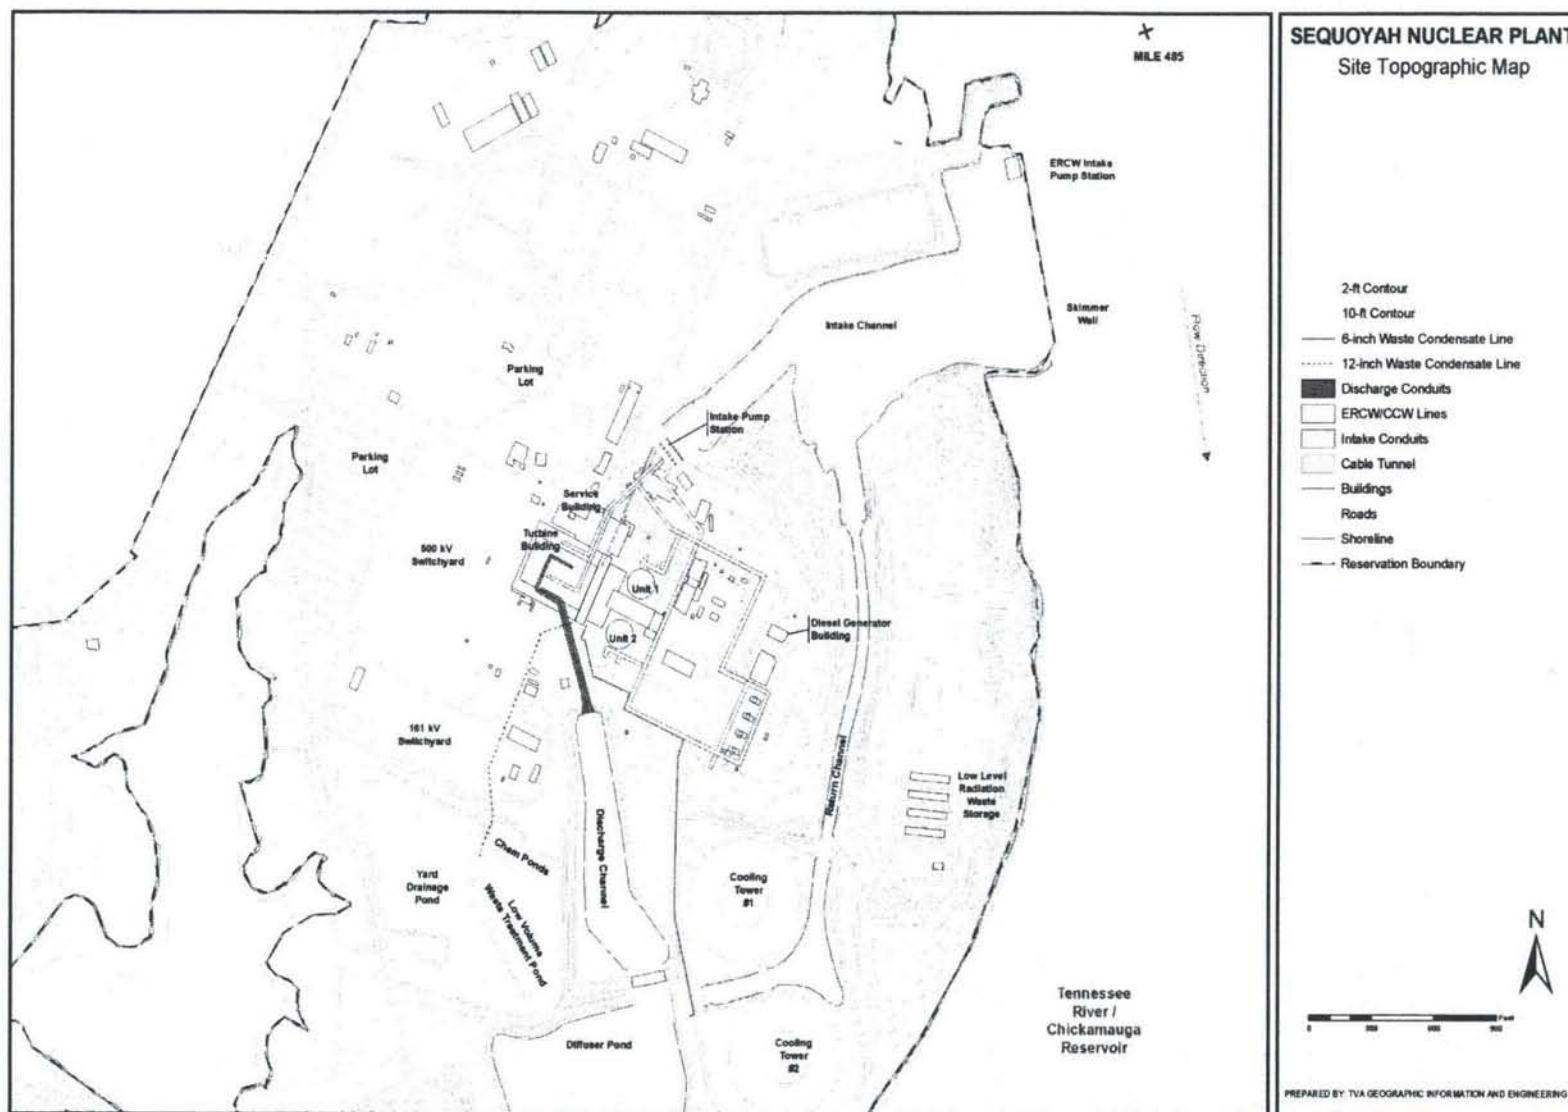 MILE 485
ERCW Intake
Pump Station
Skimmer
Wall
Intake Channel
Flow Direction
Parking
Lot
Intake Pump
Station
Parking
Lot
Service
Building
Turbine
Building
500 kV
Switchyard
Unit 1
Unit 2
Diesel Generator
Building
161 kV
Switchyard
Return Channel
Low Level
Radiation
Waste
Storage
Discharge Channel
Chem Ponds
Yard
Drainage
Pond
Low Volume
Waste Treatment Pond
Cooling
Tower
#1
Tennessee
River /
Chickamauga
Reservoir
Diffuser Pond
Cooling
Tower
#2
SEQUOYAH NUCLEAR PLANT
Site Topographic Map
2-ft Contour
10-ft Contour
6-inch Waste Condensate Line
12-inch Waste Condensate Line
Discharge Conduits
ERCW/CCW Lines
Intake Conduits
Cable Tunnel
Buildings
Roads
Shoreline
Reservation Boundary
N
Feet
0 300 600 900
PREPARED BY: TVA GEOGRAPHIC INFORMATION AND ENGINEERING